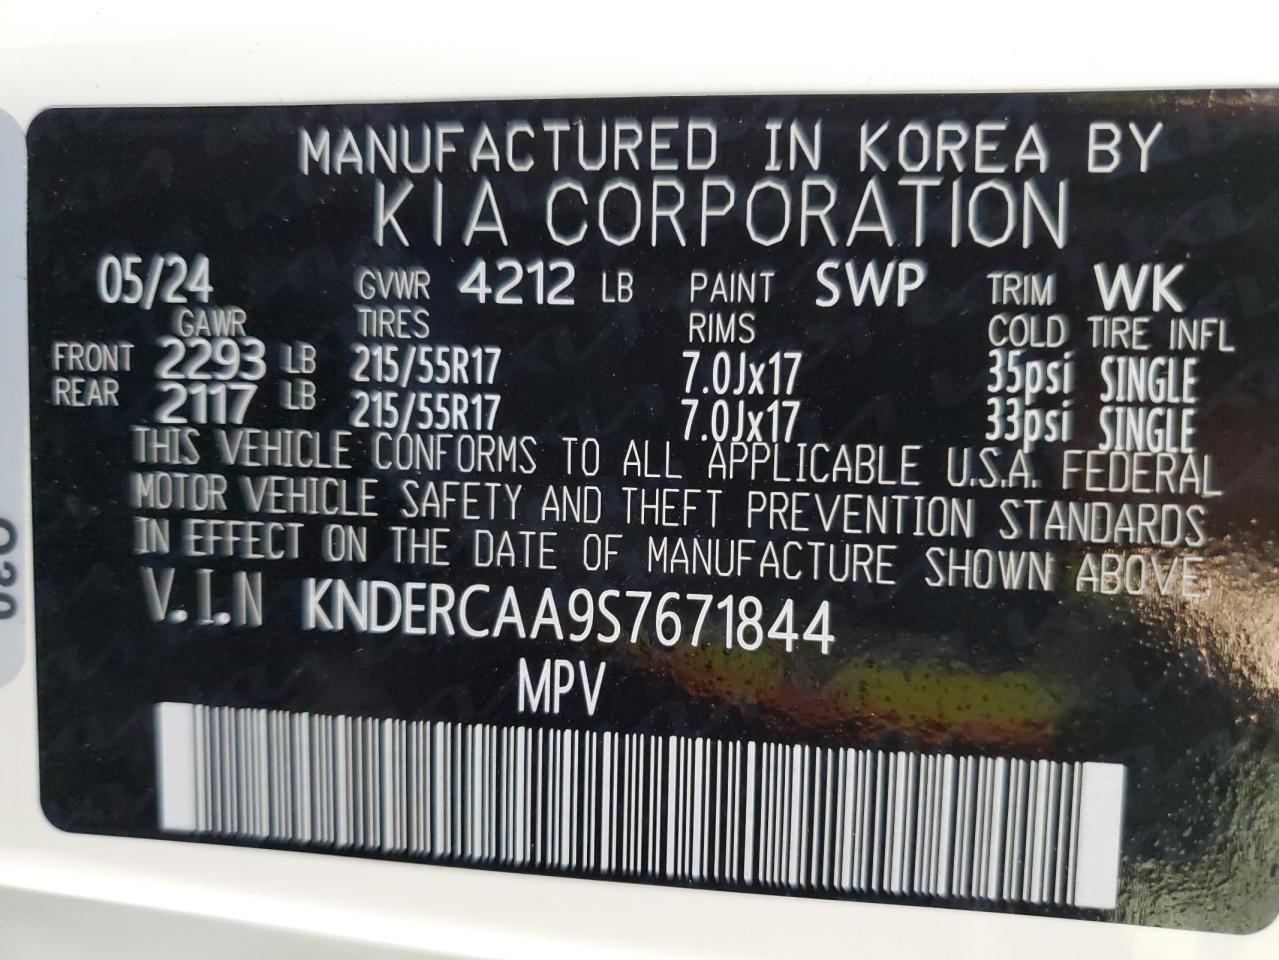 MANUFACTURED IN KOREA BY
KIA CORPORATION
05/24 GVWR 4212 LB PAINT SWP TRIM WK
GAWR TIRES RIMS COLD TIRE INFL
FRONT 2293 LB 215/55R17 7.0Jx17 35psi SINGLE
REAR 2117 LB 215/55R17 7.0Jx17 33psi SINGLE
THIS VEHICLE CONFORMS TO ALL APPLICABLE U.S.A. FEDERAL
MOTOR VEHICLE SAFETY AND THEFT PREVENTION STANDARDS
IN EFFECT ON THE DATE OF MANUFACTURE SHOWN ABOVE.
V.I.N KNDERCAA9S7671844
MPV